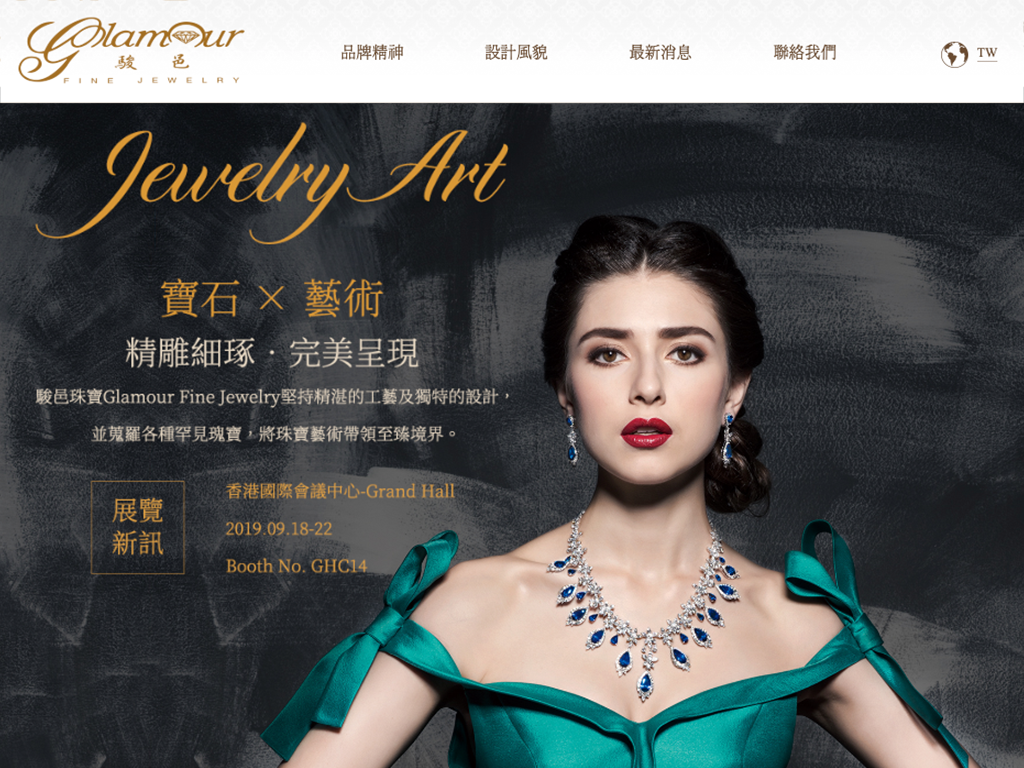 Glamour
駿邑
FINE JEWELRY
品牌精神
設計風貌
最新消息
聯絡我們
TW
Jewelry Art
寶石 × 藝術
精雕細琢．完美呈現
駿邑珠寶Glamour Fine Jewelry堅持精湛的工藝及獨特的設計，
並蒐羅各種罕見瑰寶，將珠寶藝術帶領至臻境界。
展覽
新訊
香港國際會議中心-Grand Hall
2019.09.18-22
Booth No. GHC14